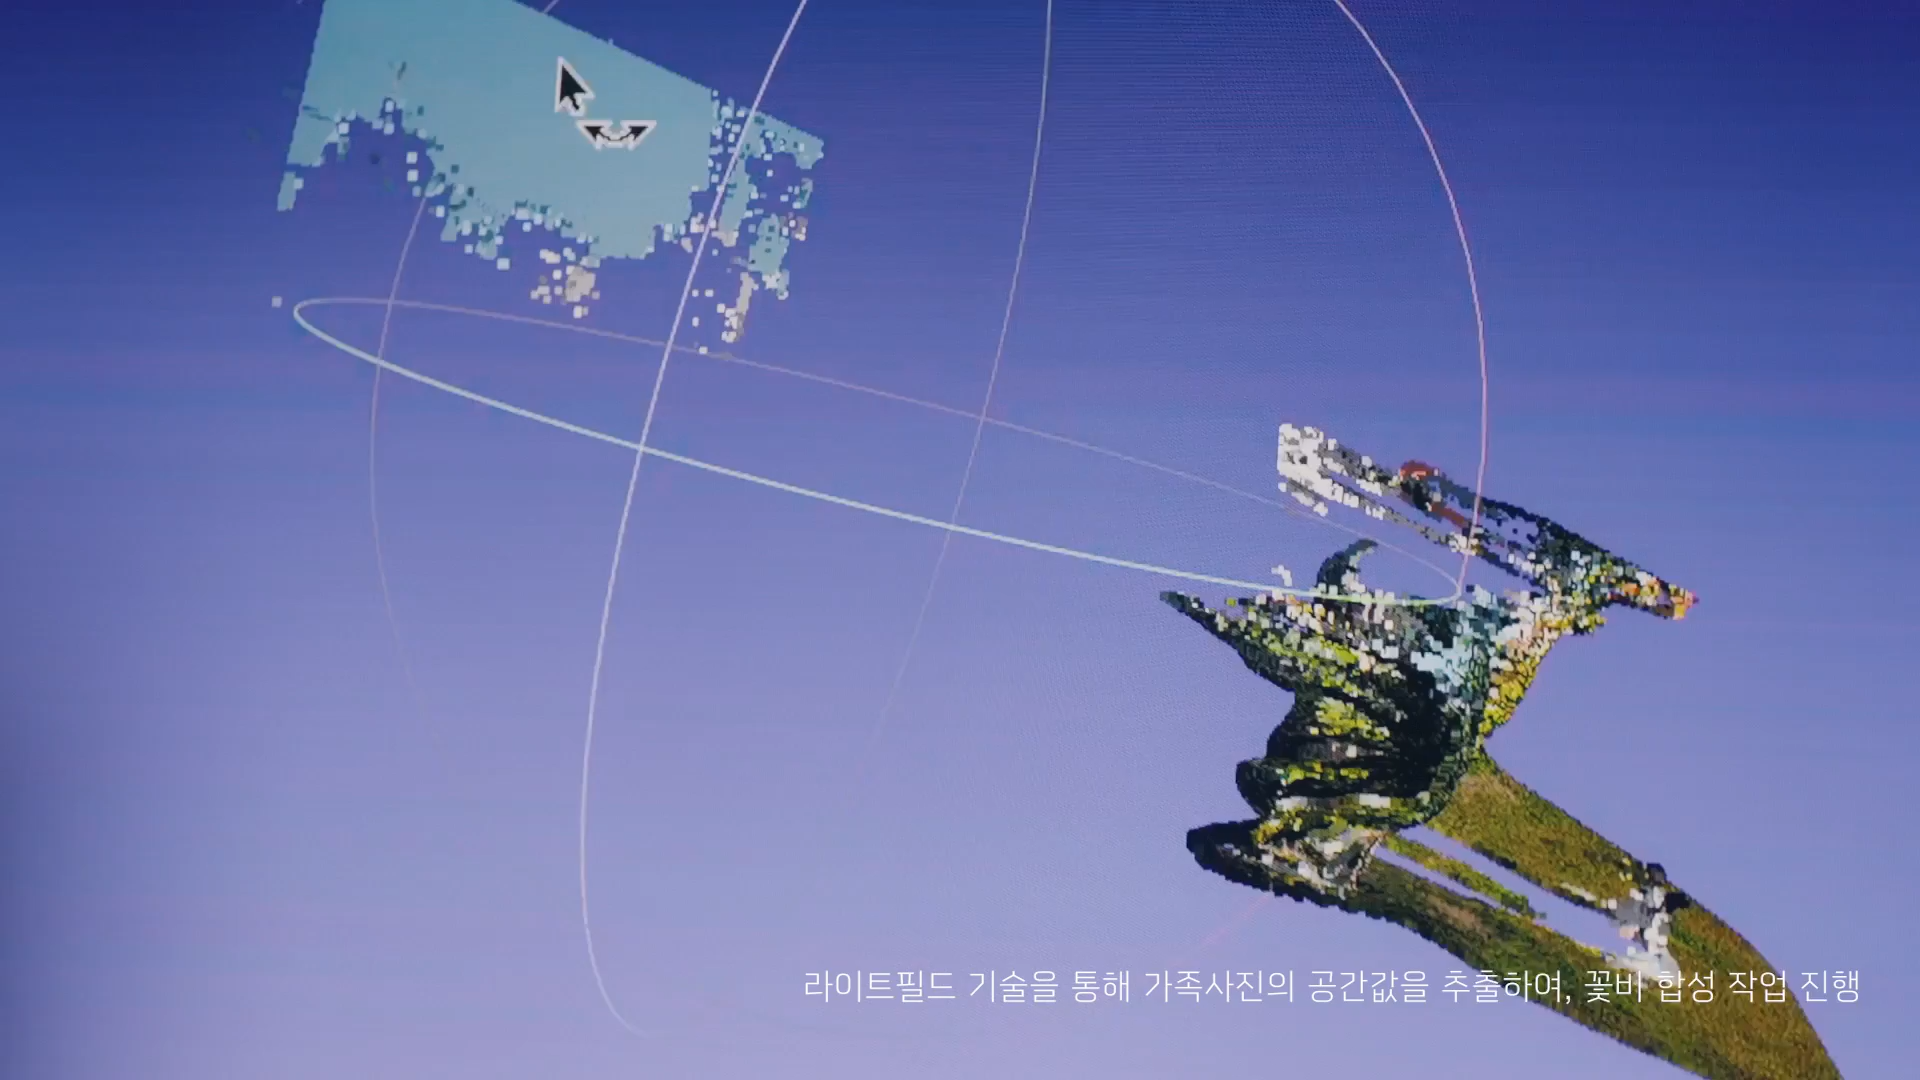 라이트필드 기술을 통해 가족사진의 공간값을 추출하여, 꽃비 합성 작업 진행